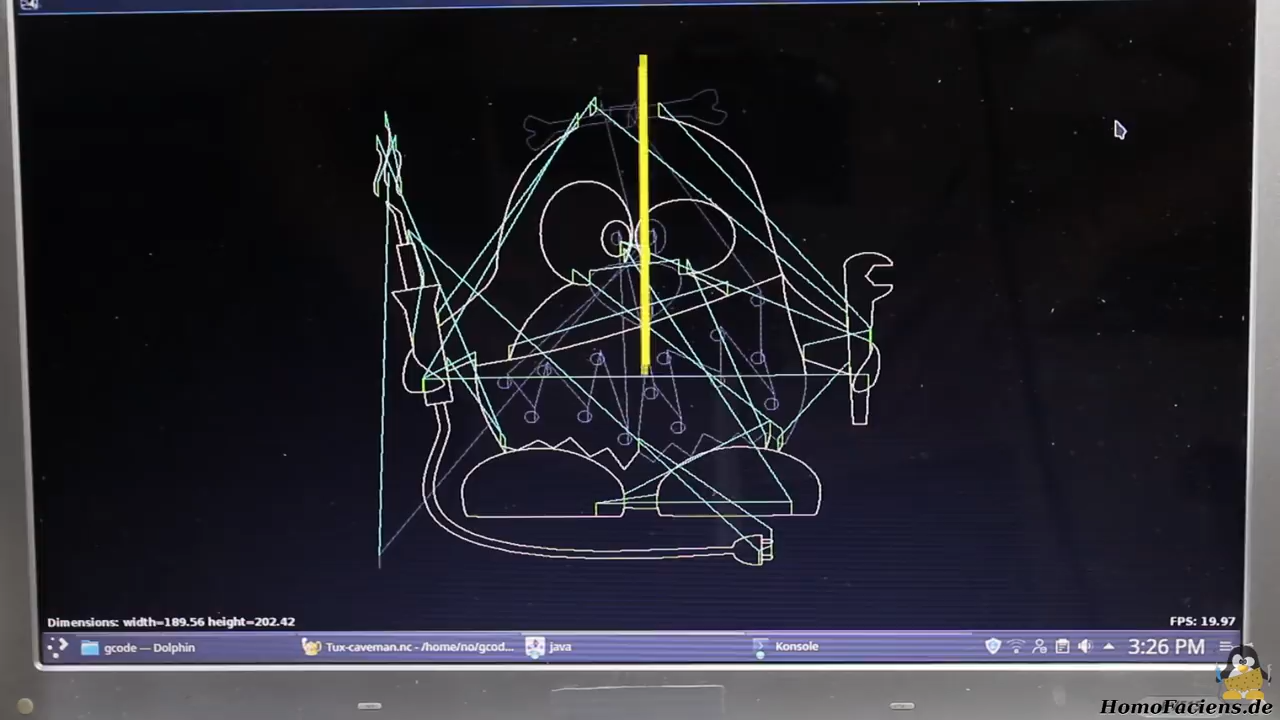 Dimensions: width=189.56 height=202.42
FPS: 19.97
gcode — Dolphin
Tux-caveman.nc - /home/no/gcod...
java
Konsole
3:26 PM
HomoFaciens.de